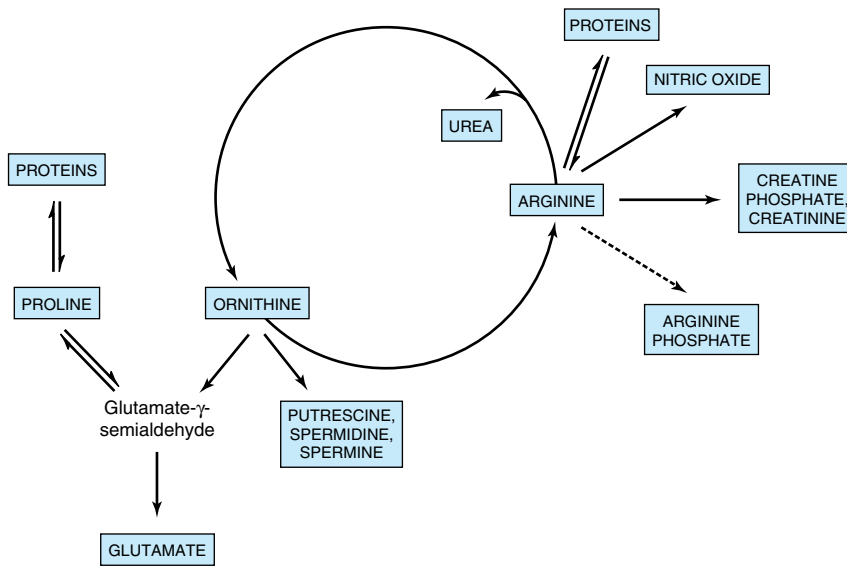 PROTEINS
NITRIC OXIDE
UREA
PROTEINS
ARGININE
CREATINE
PHOSPHATE,
CREATININE
PROLINE
ORNITHINE
ARGININE
PHOSPHATE
Glutamate-γ-
semialdehyde
PUTRESCINE,
SPERMIDINE,
SPERMINE
GLUTAMATE